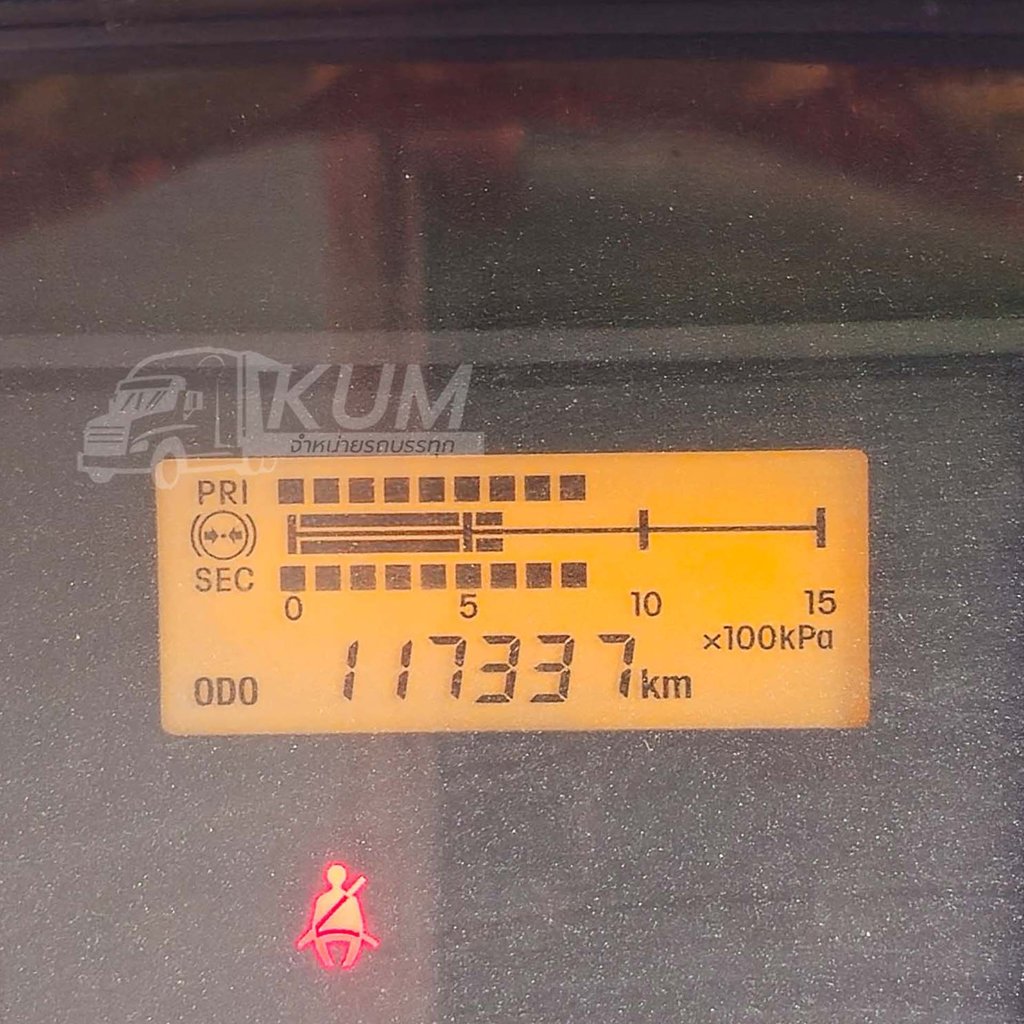 KUM
จำหน่ายรถบรรทุก
PRI
SEC
0 5 10 15
×100kPa
ODO 117337km